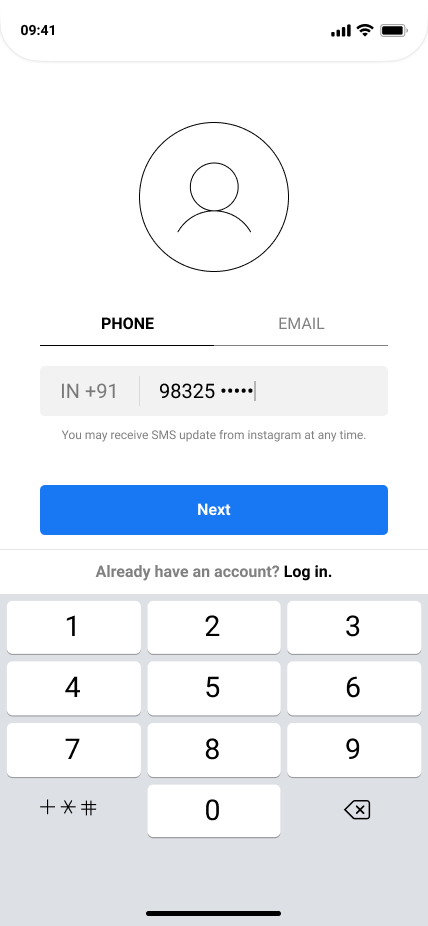 09:41
PHONE EMAIL
IN +91 98325 •••••
You may receive SMS update from instagram at any time.
Next
Already have an account? Log in.
1 2 3
4 5 6
7 8 9
+*# 0